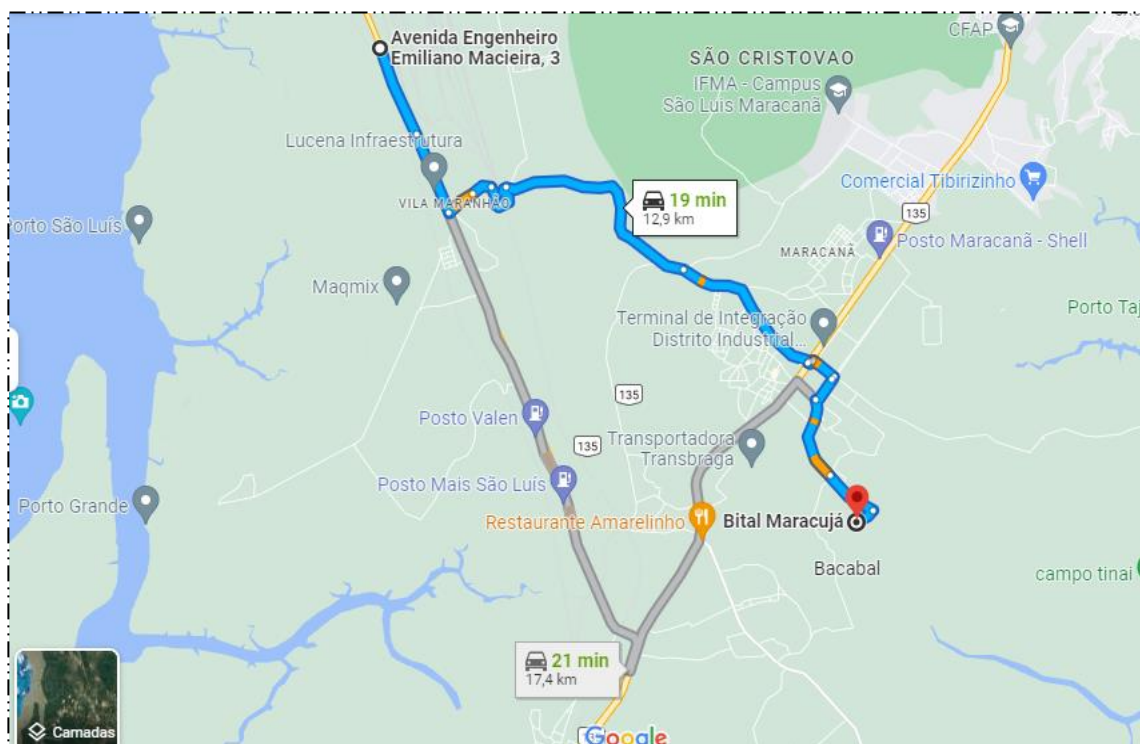 Avenida Engenheiro
Emiliano Macieira, 3
CFAP
SÃO CRISTOVAO
IFMA - Campus
São Luis Maracanã
Lucena Infraestrutura
Comercial Tibirizinho
19 min
12,9 km
VILA MARANHÃO
135
orto São Luís
Posto Maracanã - Shell
MARACANÃ
Maqmix
Porto Taj
Terminal de Integração
Distrito Industrial...
135
Posto Valen
135
Transportadora
Transbraga
Posto Mais São Luís
Porto Grande
Restaurante Amarelinho
Bital Maracujá
Bacabal
campo tinai
21 min
17,4 km
Camadas
Google